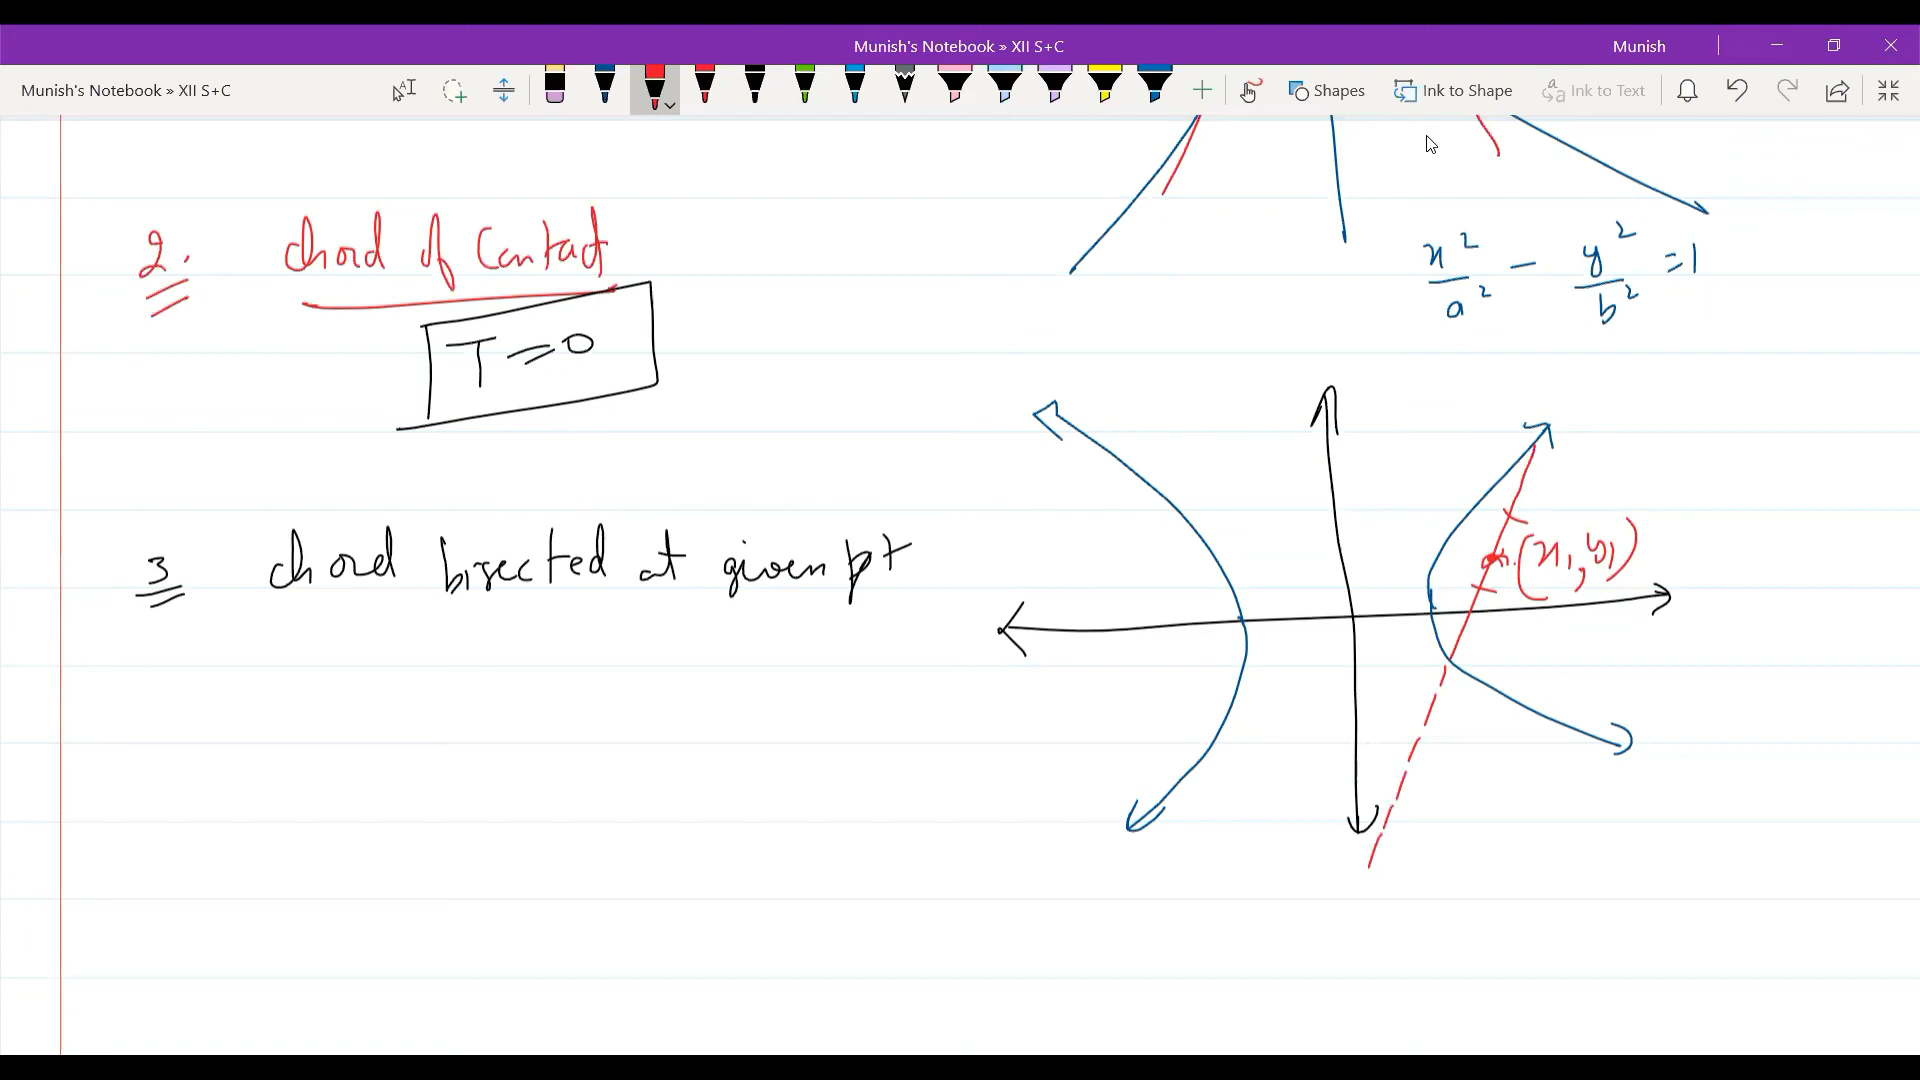 Munish's Notebook » XII S+C
Munish
Munish's Notebook » XII S+C
Shapes
Ink to Shape
Ink to Text
2. Chord of Contact
x²/a² - y²/b² = 1
T = 0
3 Chord bisected at given pt
(x₁, y₁)